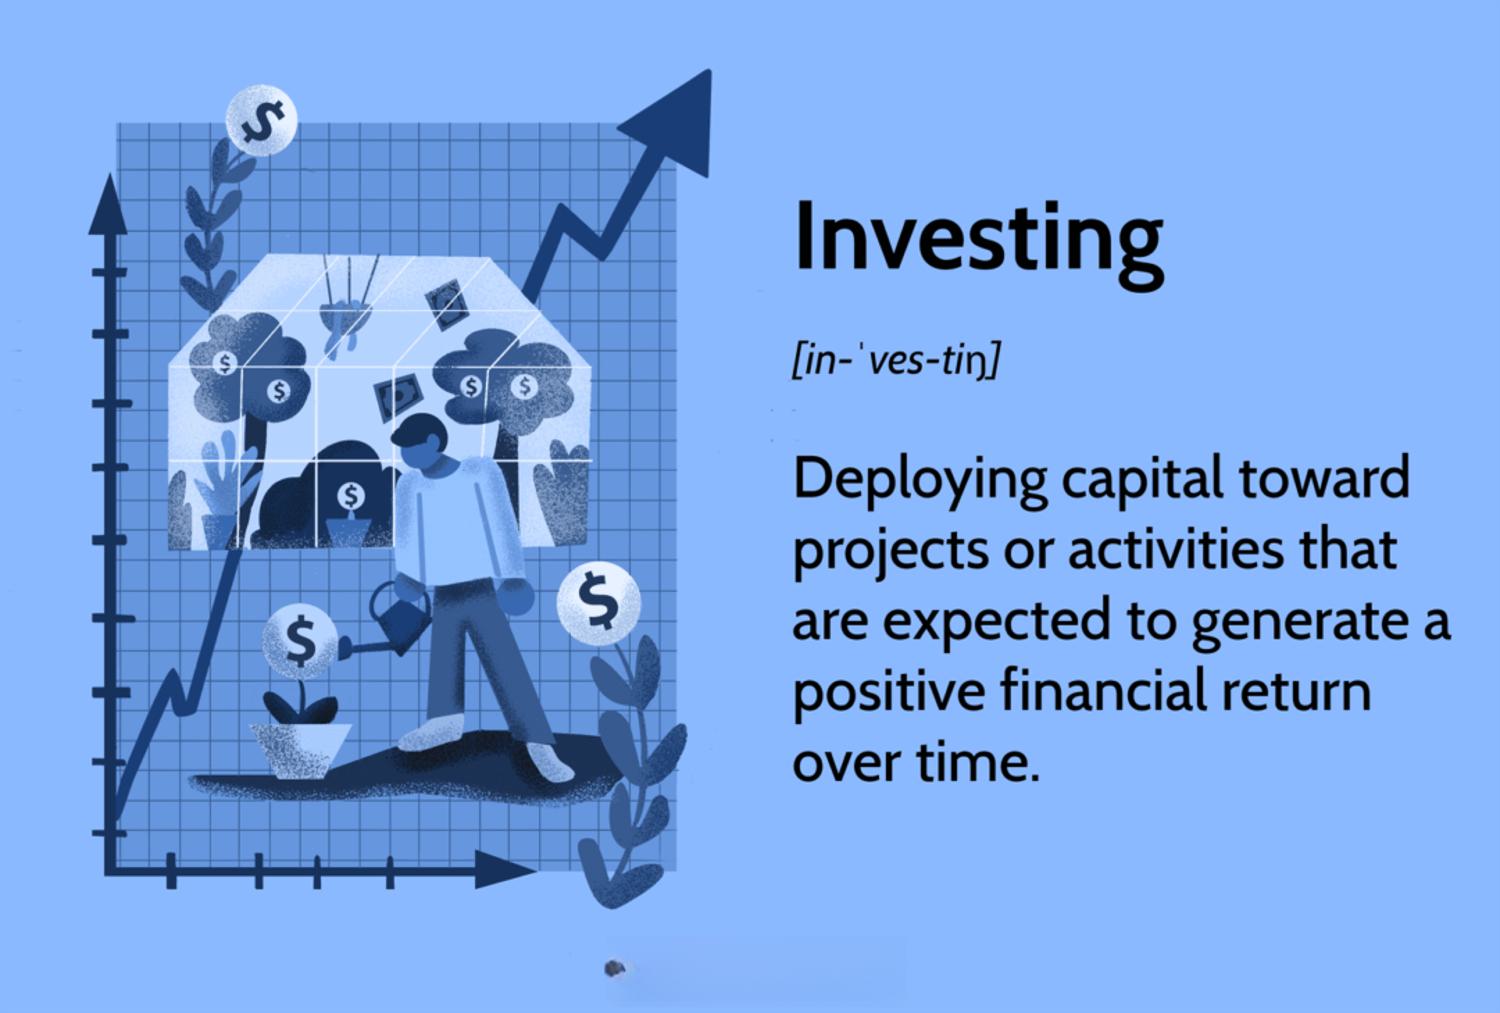 Investing
[in-ˈves-tiŋ]
Deploying capital toward
projects or activities that
are expected to generate a
positive financial return
over time.
$
$
$
$
$
$
$
$